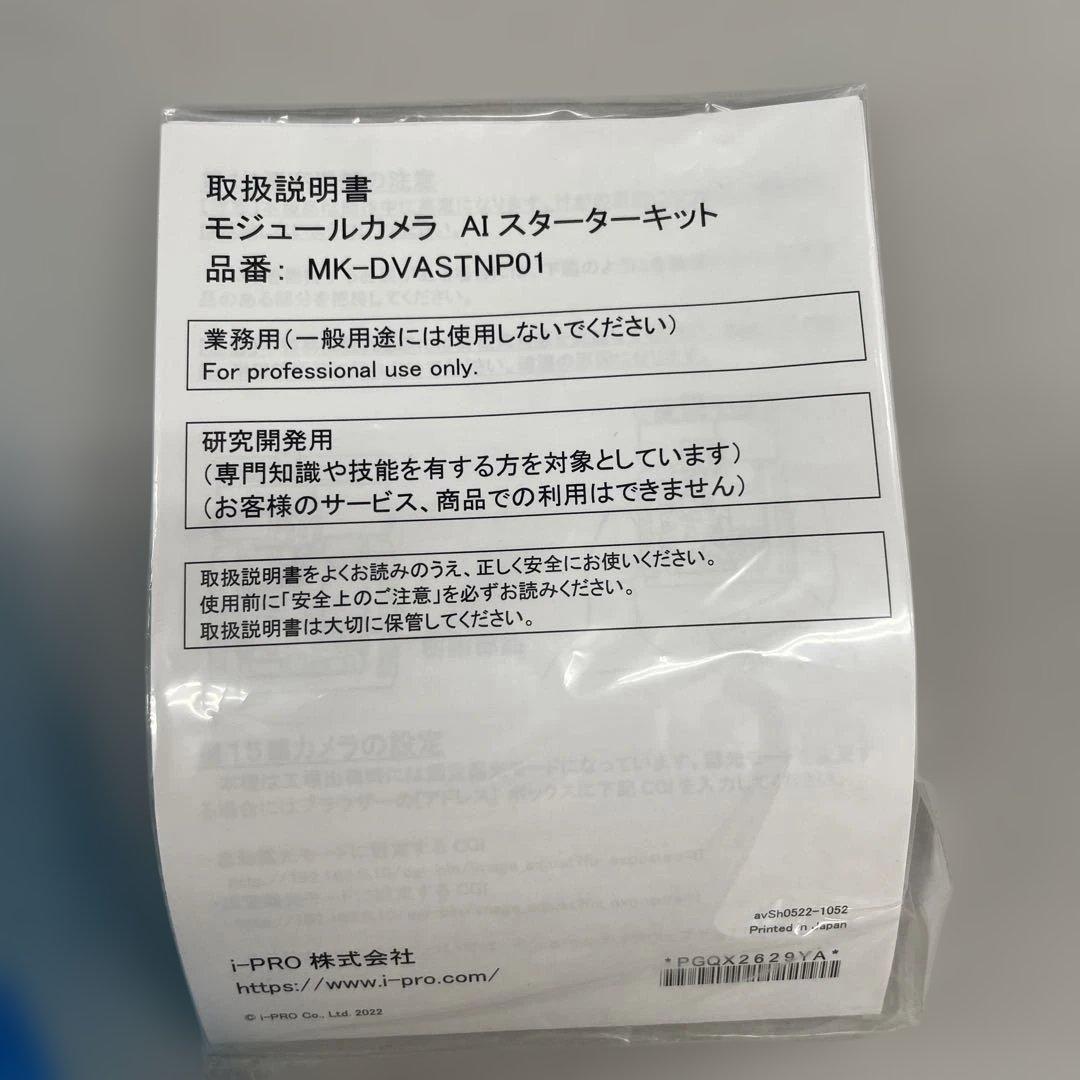 取扱説明書
モジュールカメラ AIスターターキット
品番： MK-DVASTNP01
業務用（一般用途には使用しないでください）
For professional use only.
研究開発用
（専門知識や技能を有する方を対象としています）
（お客様のサービス、商品での利用はできません）
取扱説明書をよくお読みのうえ、正しく安全にお使いください。
使用前に「安全上のご注意」を必ずお読みください。
取扱説明書は大切に保管してください。
avSh0522-1052
Printed in Japan
i-PRO 株式会社
https://www.i-pro.com/
*PGQX2629YA*
© i-PRO Co., Ltd. 2022